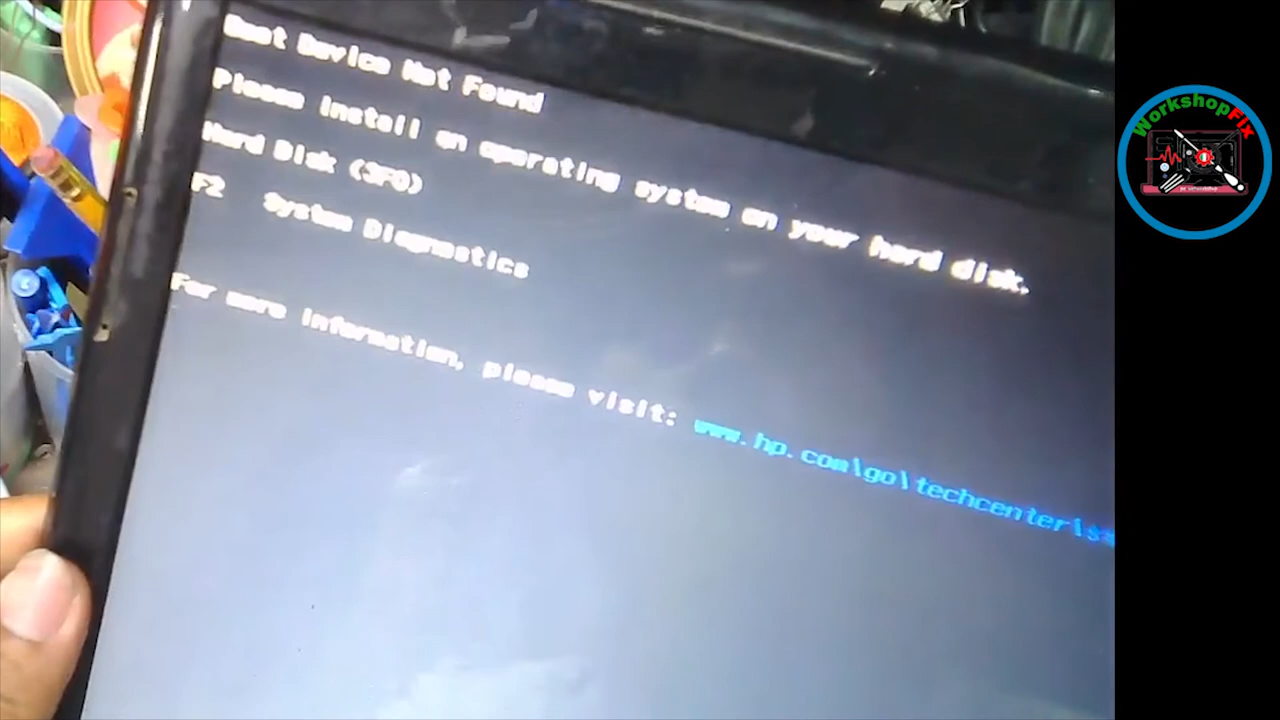 WorkshopFix
Boot Device Not Found
Please install an operating system on your hard disk.
Hard Disk (3F0)
F2 System Diagnostics
For more information, please visit: www.hp.com\go\techcenter\